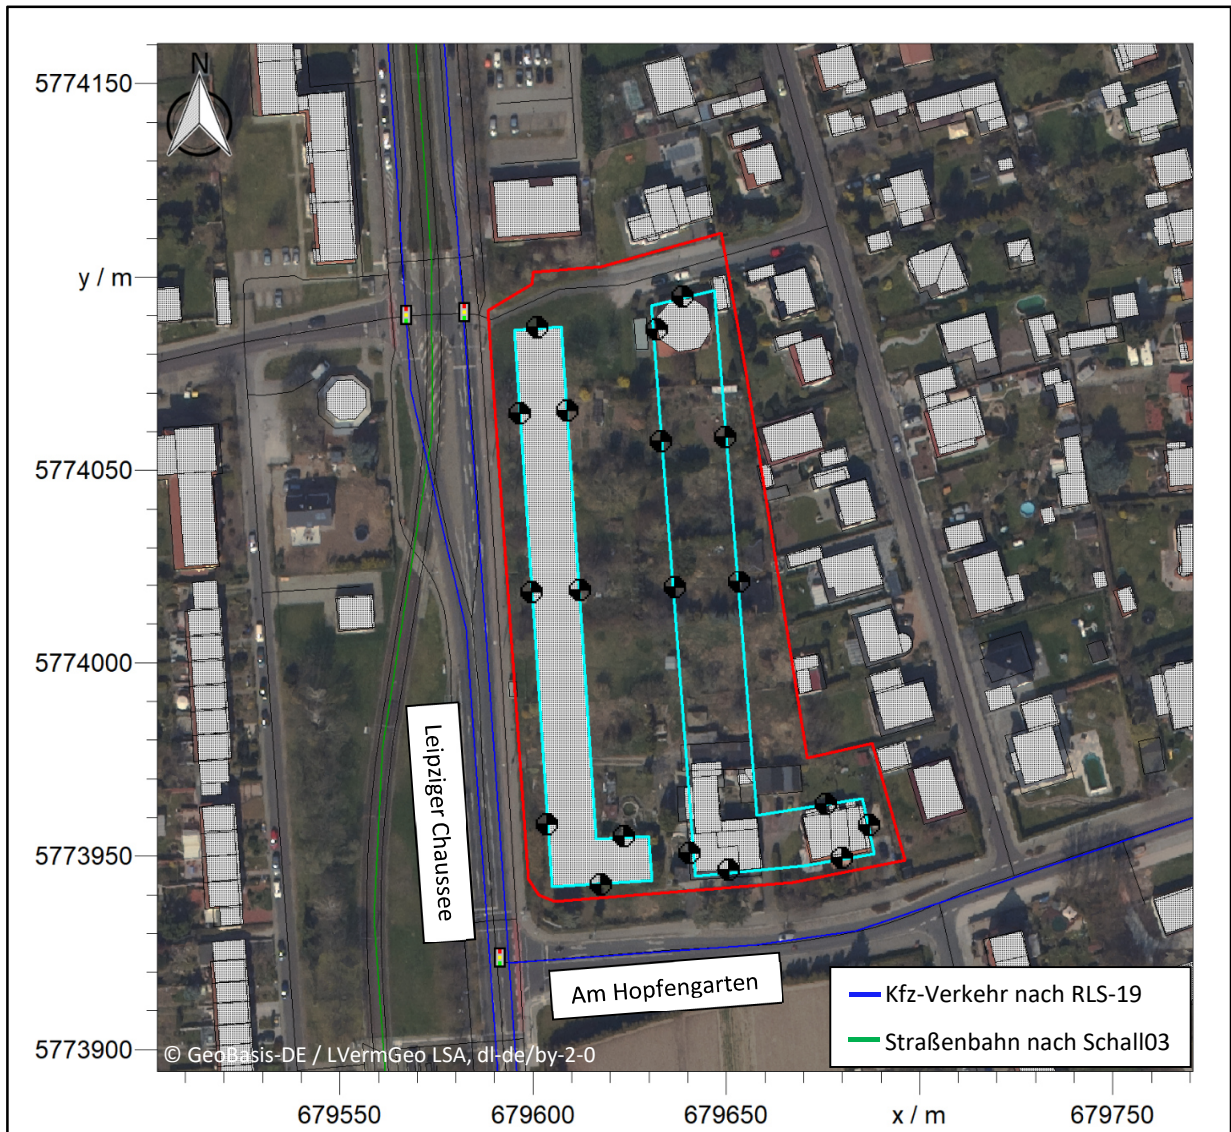 N
5774150
y / m
5774050
5774000
5773950
5773900
Leipziger Chaussee
Am Hopfengarten
Kfz-Verkehr nach RLS-19
Straßenbahn nach Schall03
© GeoBasis-DE / LVermGeo LSA, dl-de/by-2-0
679550
679600
679650
x / m
679750